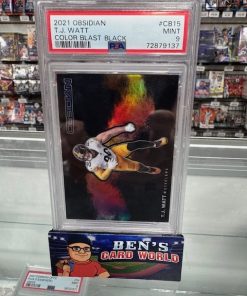 2021 OBSIDIAN #CB15
T.J. WATT MINT
COLOR BLAST BLACK 9
PSA 72879137
T.J. WATT
BEN'S
CARD WORLD